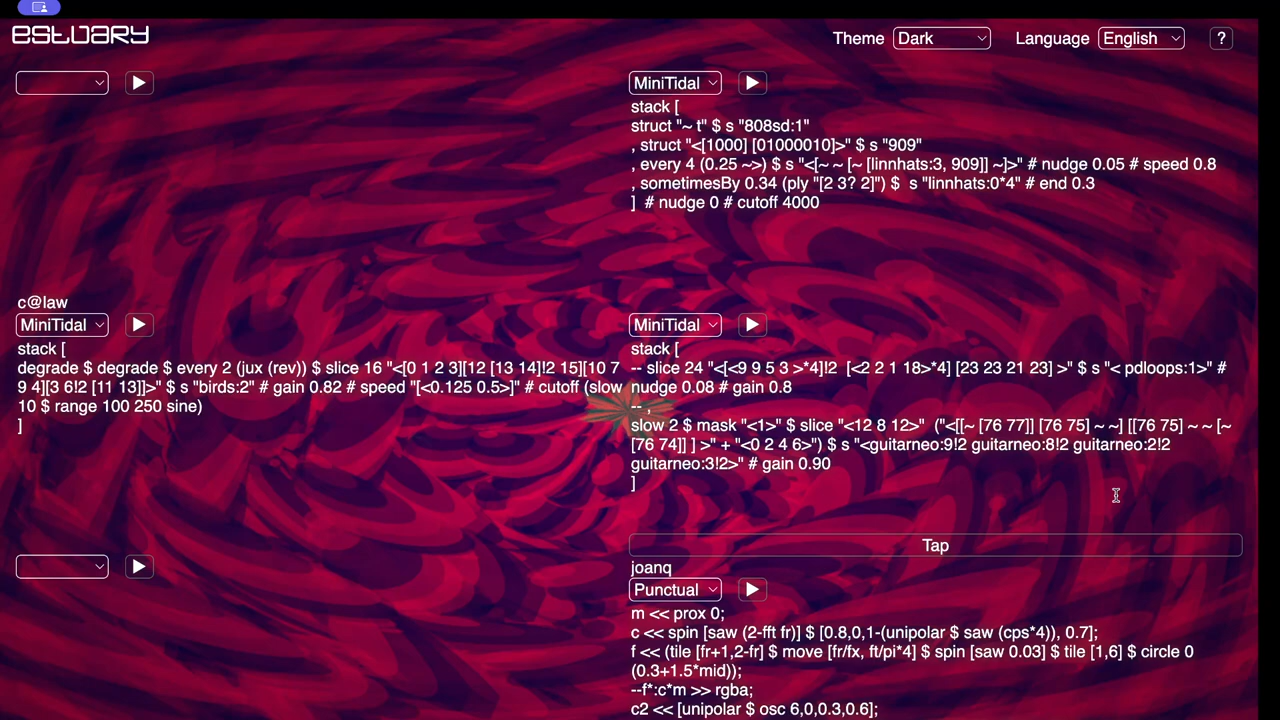 estuary
Theme Dark Language English ?
MiniTidal
stack [
struct "~ t" $ s "808sd:1"
, struct "<[1000] [01000010]>" $ s "909"
, every 4 (0.25 ~>) $ s "<[~ ~ [~ [linnhats:3, 909]] ~]>" # nudge 0.05 # speed 0.8
, sometimesBy 0.34 (ply "[2 3? 2]") $  s "linnhats:0*4" # end 0.3
]  # nudge 0 # cutoff 4000
c@law
MiniTidal
stack [
degrade $ degrade $ every 2 (jux (rev)) $ slice 16 "<[0 1 2 3][12 [13 14]!2 15][10 7
9 4][3 6!2 [11 13]]>" $ s "birds:2" # gain 0.82 # speed "[<0.125 0.5>]" # cutoff (slow
10 $ range 100 250 sine)
]
MiniTidal
stack [
-- slice 24 "<[<9 9 5 3 >*4]!2  [<2 2 1 18>*4] [23 23 21 23] >" $ s "< pdloops:1>" #
nudge 0.08 # gain 0.8
-- ,
slow 2 $ mask "<1>" $ slice "<12 8 12>"  ("<[[~ [76 77]] [76 75] ~ ~] [[76 75] ~ ~ [~
[76 74]] ] >" + "<0 2 4 6>") $ s "<guitarneo:9!2 guitarneo:8!2 guitarneo:2!2
guitarneo:3!2>" # gain 0.90
]
Tap
joanq
Punctual
m << prox 0;
c << spin [saw (2-fft fr)] $ [0.8,0,1-(unipolar $ saw (cps*4)), 0.7];
f << (tile [fr+1,2-fr] $ move [fr/fx, ft/pi*4] $ spin [saw 0.03] $ tile [1,6] $ circle 0
(0.3+1.5*mid));
--f*:c*m >> rgba;
c2 << [unipolar $ osc 6,0,0.3,0.6];